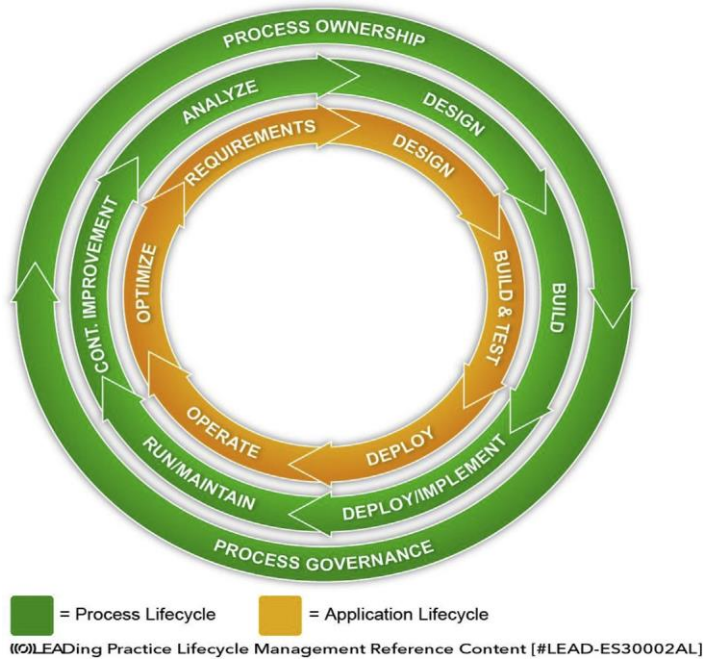 PROCESS OWNERSHIP
ANALYZE
DESIGN
BUILD
DEPLOY/IMPLEMENT
RUN/MAINTAIN
CONT. IMPROVEMENT
REQUIREMENTS
DESIGN
BUILD & TEST
DEPLOY
OPERATE
OPTIMIZE
PROCESS GOVERNANCE
= Process Lifecycle
= Application Lifecycle
LEADing Practice Lifecycle Management Reference Content [#LEAD-ES30002AL]